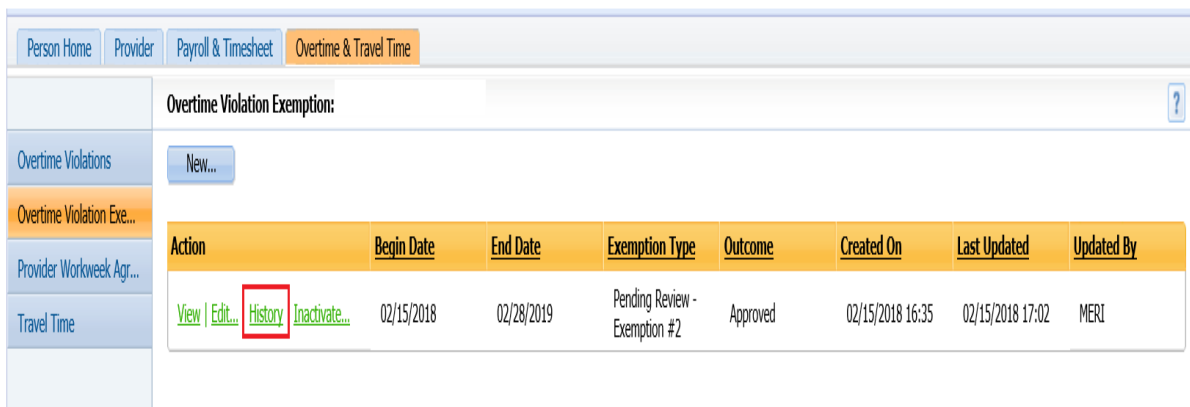 Person Home Provider Payroll & Timesheet Overtime & Travel Time
Overtime Violation Exemption: ?
Overtime Violations
New...
Overtime Violation Exe...
Provider Workweek Agr...
Travel Time
Action Begin Date End Date Exemption Type Outcome Created On Last Updated Updated By
View | Edit... History Inactivate... 02/15/2018 02/28/2019 Pending Review - Approved 02/15/2018 16:35 02/15/2018 17:02 MERI
Exemption #2